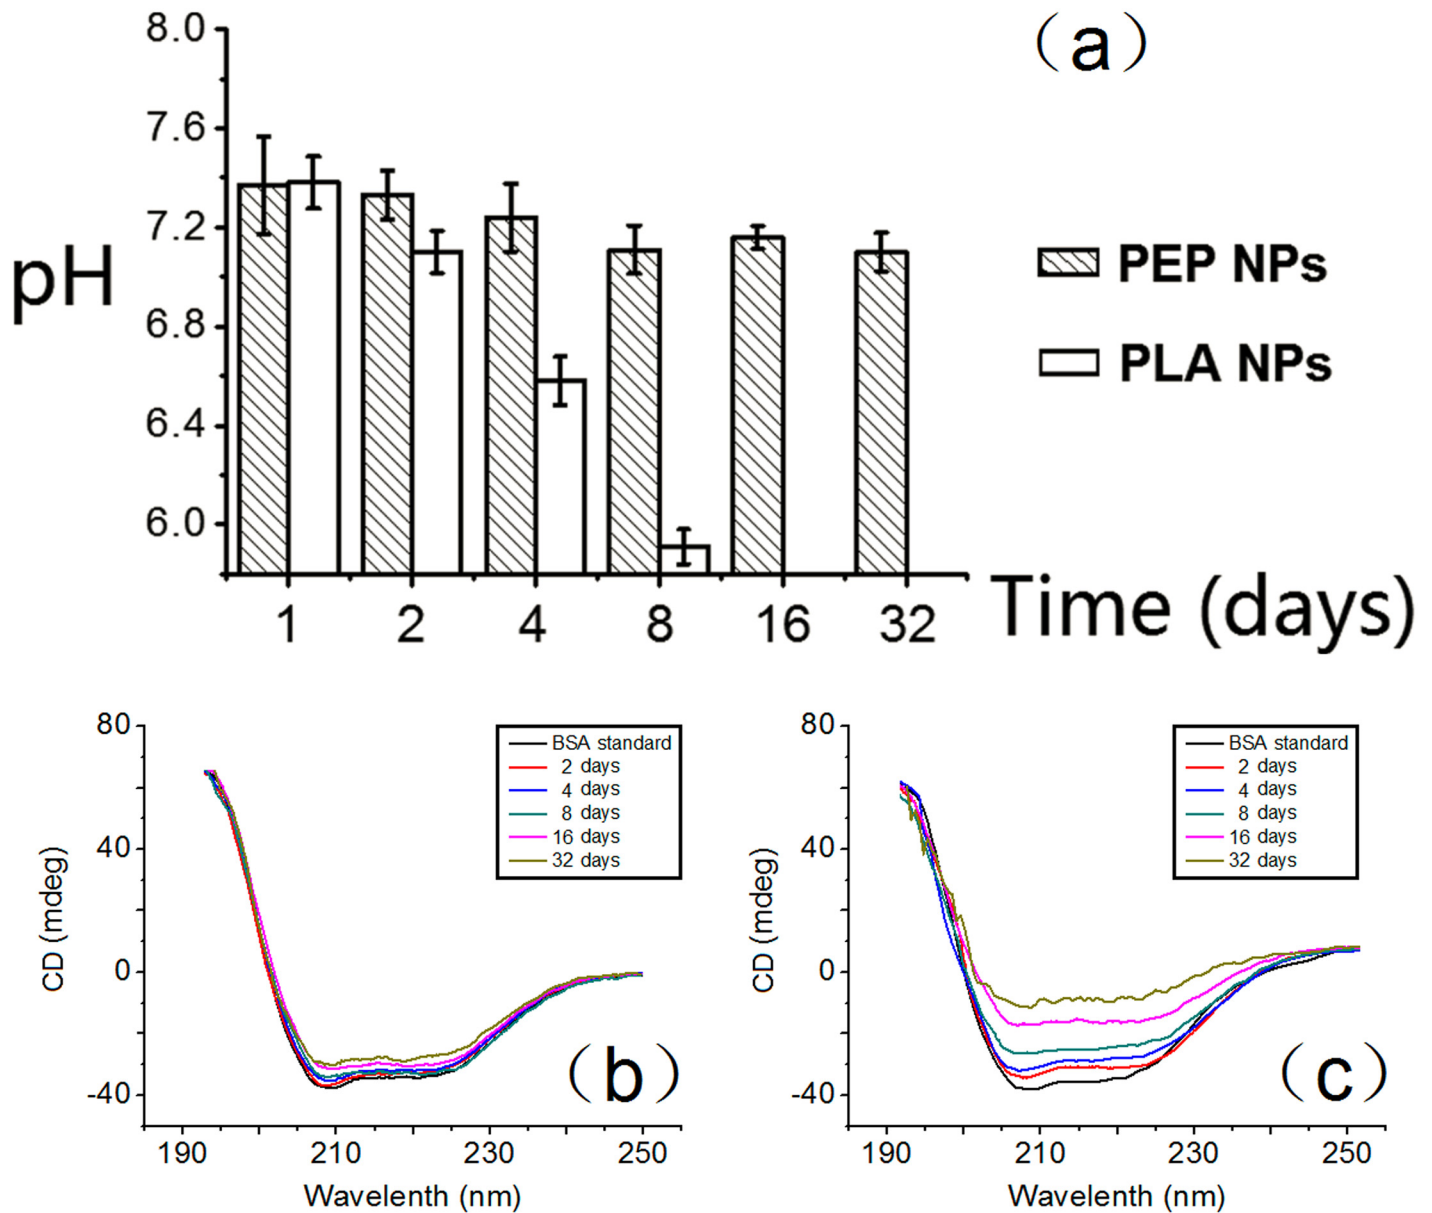 （a）
8.0
7.6
7.2
6.8
6.4
6.0
pH
PEP NPs
PLA NPs
1 2 4 8 16 32
Time (days)
80
40
0
-40
CD (mdeg)
BSA standard
2 days
4 days
8 days
16 days
32 days
（b）
190 210 230 250
Wavelenth (nm)
80
40
0
-40
CD (mdeg)
BSA standard
2 days
4 days
8 days
16 days
32 days
（c）
190 210 230 250
Wavelenth (nm)